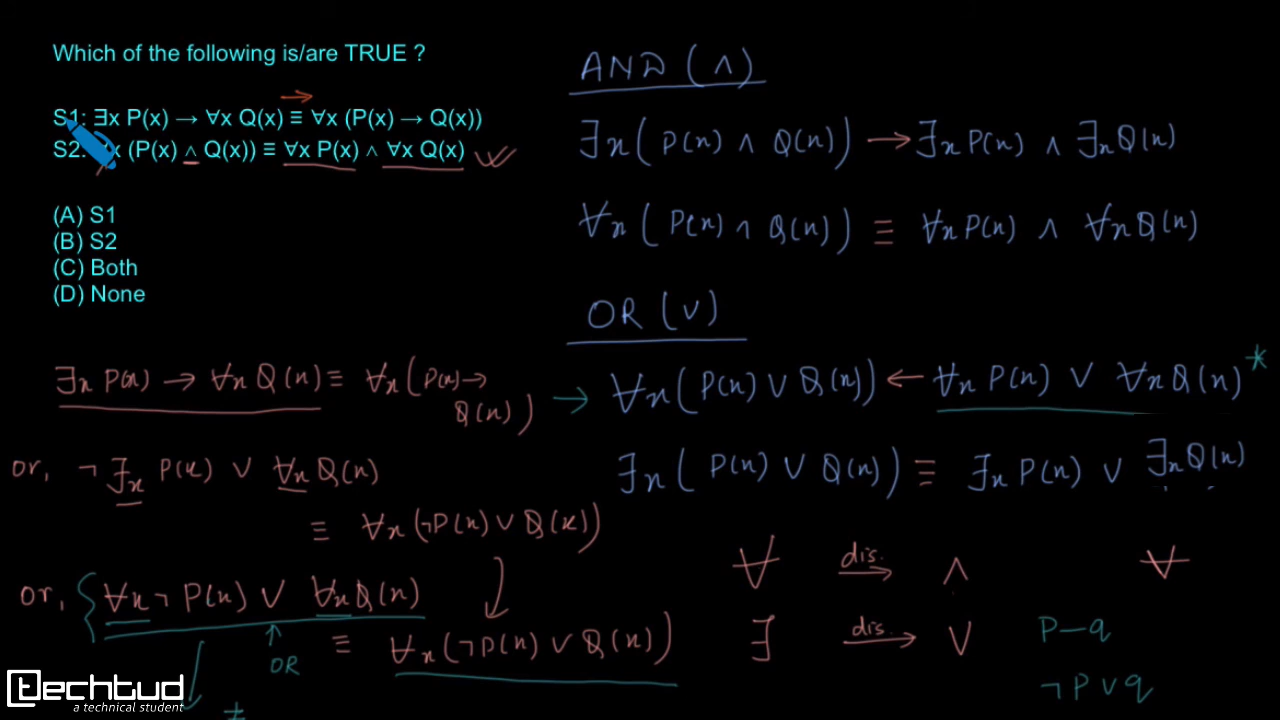 Which of the following is/are TRUE ?
S1: ∃x P(x) → ∀x Q(x) ≡ ∀x (P(x) → Q(x))
S2: x (P(x) ∧ Q(x)) ≡ ∀x P(x) ∧ ∀x Q(x)
(A) S1
(B) S2
(C) Both
(D) None
AND (∧)
∃x (P(x) ∧ Q(x)) → ∃x P(x) ∧ ∃x Q(x)
∀x (P(x) ∧ Q(x)) ≡ ∀x P(x) ∧ ∀x Q(x)
OR (∨)
→ ∀x (P(x) ∨ Q(x)) ← ∀x P(x) ∨ ∀x Q(x) *
∃x (P(x) ∨ Q(x)) ≡ ∃x P(x) ∨ ∃x Q(x)
∃x P(x) → ∀x Q(x) ≡ ∀x (P(x) →
Q(x))
or, ¬ ∃x P(x) ∨ ∀x Q(x)
≡ ∀x (¬P(x) ∨ Q(x))
or, { ∀x ¬ P(x) ∨ ∀x Q(x)
≡ ∀x (¬P(x) ∨ Q(x))
OR
∀ dis. → ∧ ∀
∃ dis. → ∨
P → q
¬P ∨ q
techtud
a technical student